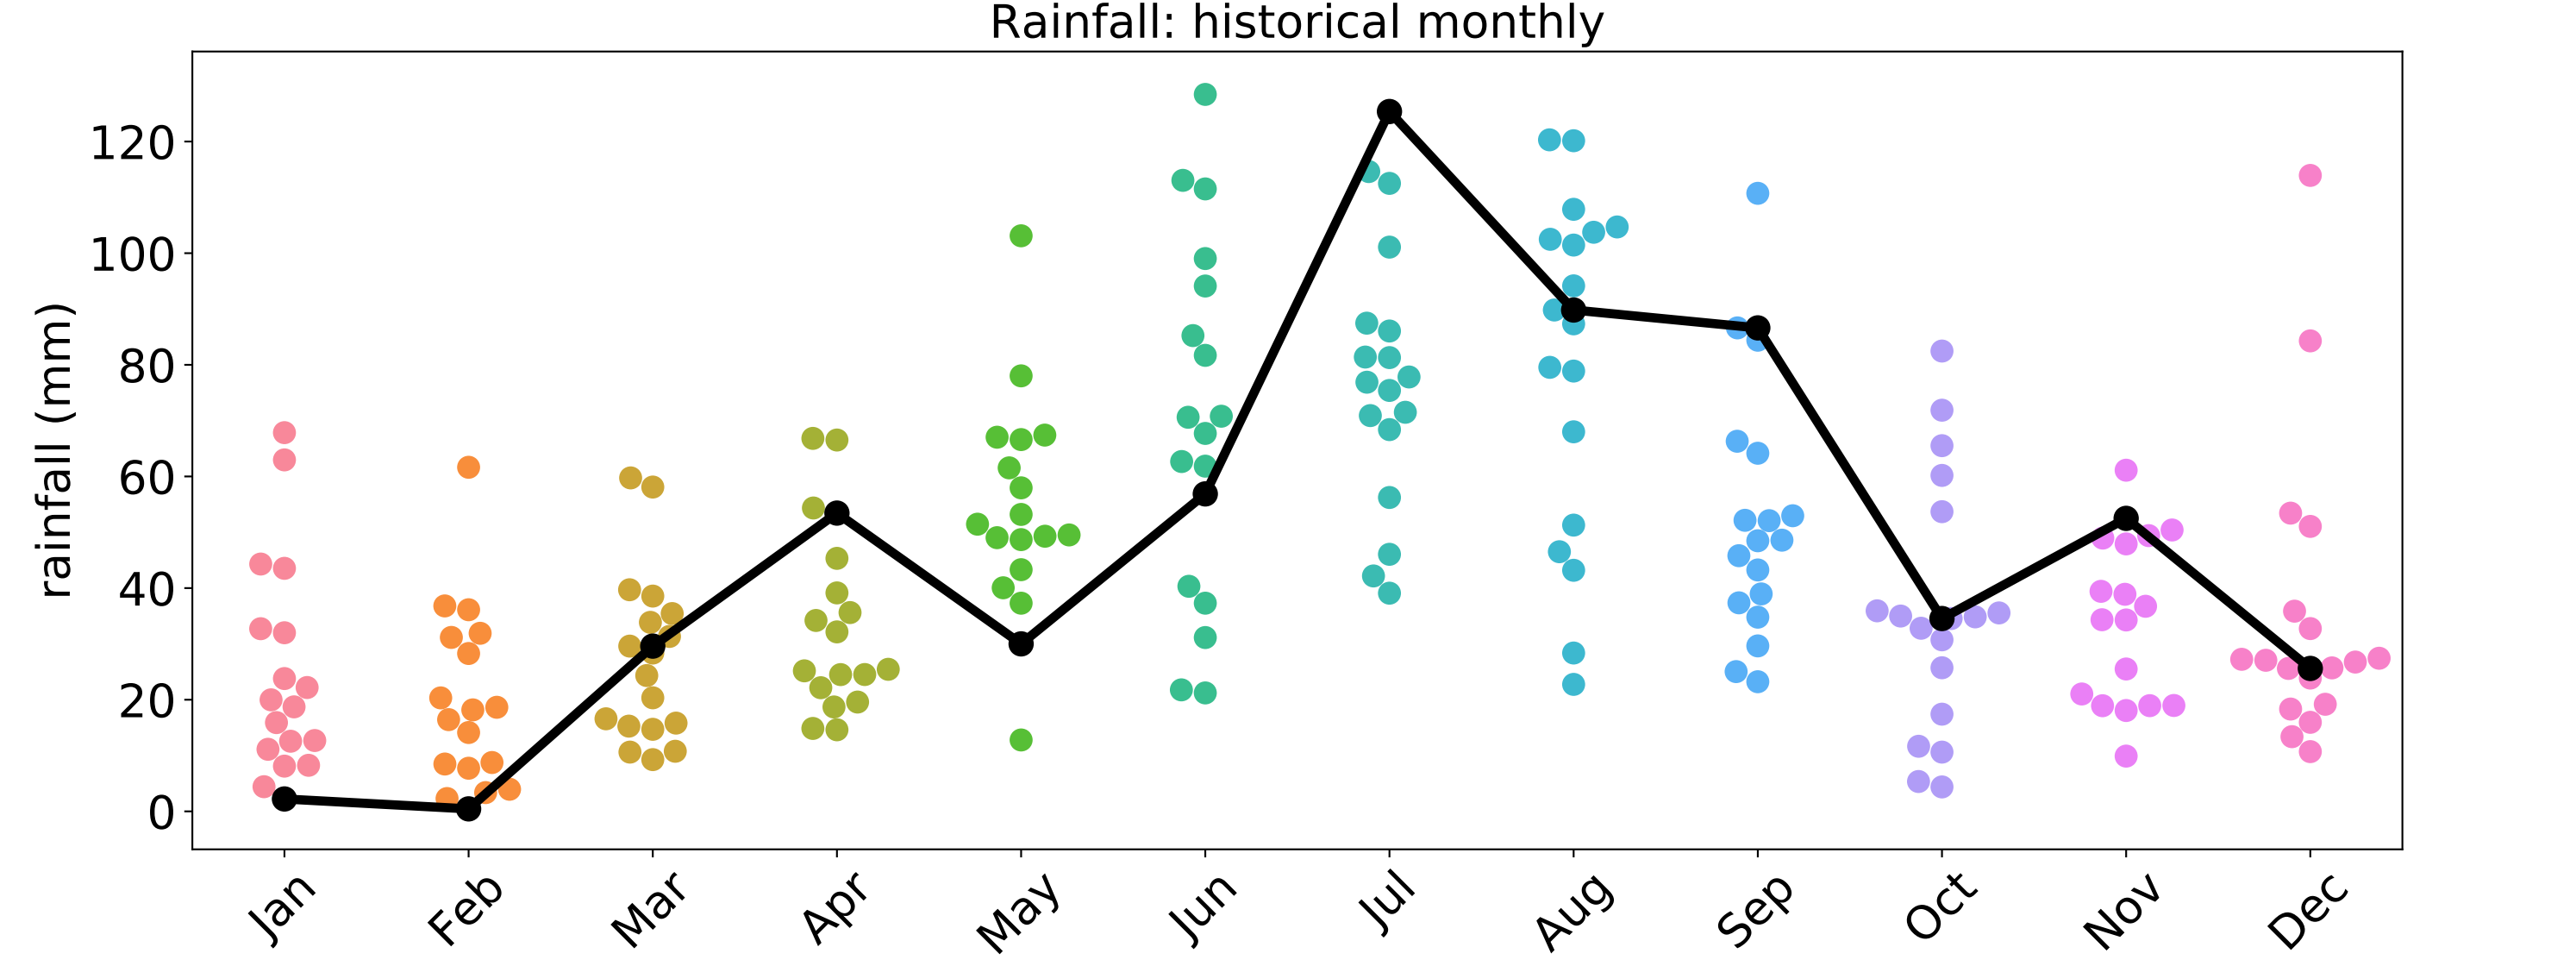 Rainfall: historical monthly
rainfall (mm)
120
100
80
60
40
20
0
Jan
Feb
Mar
Apr
May
Jun
Jul
Aug
Sep
Oct
Nov
Dec